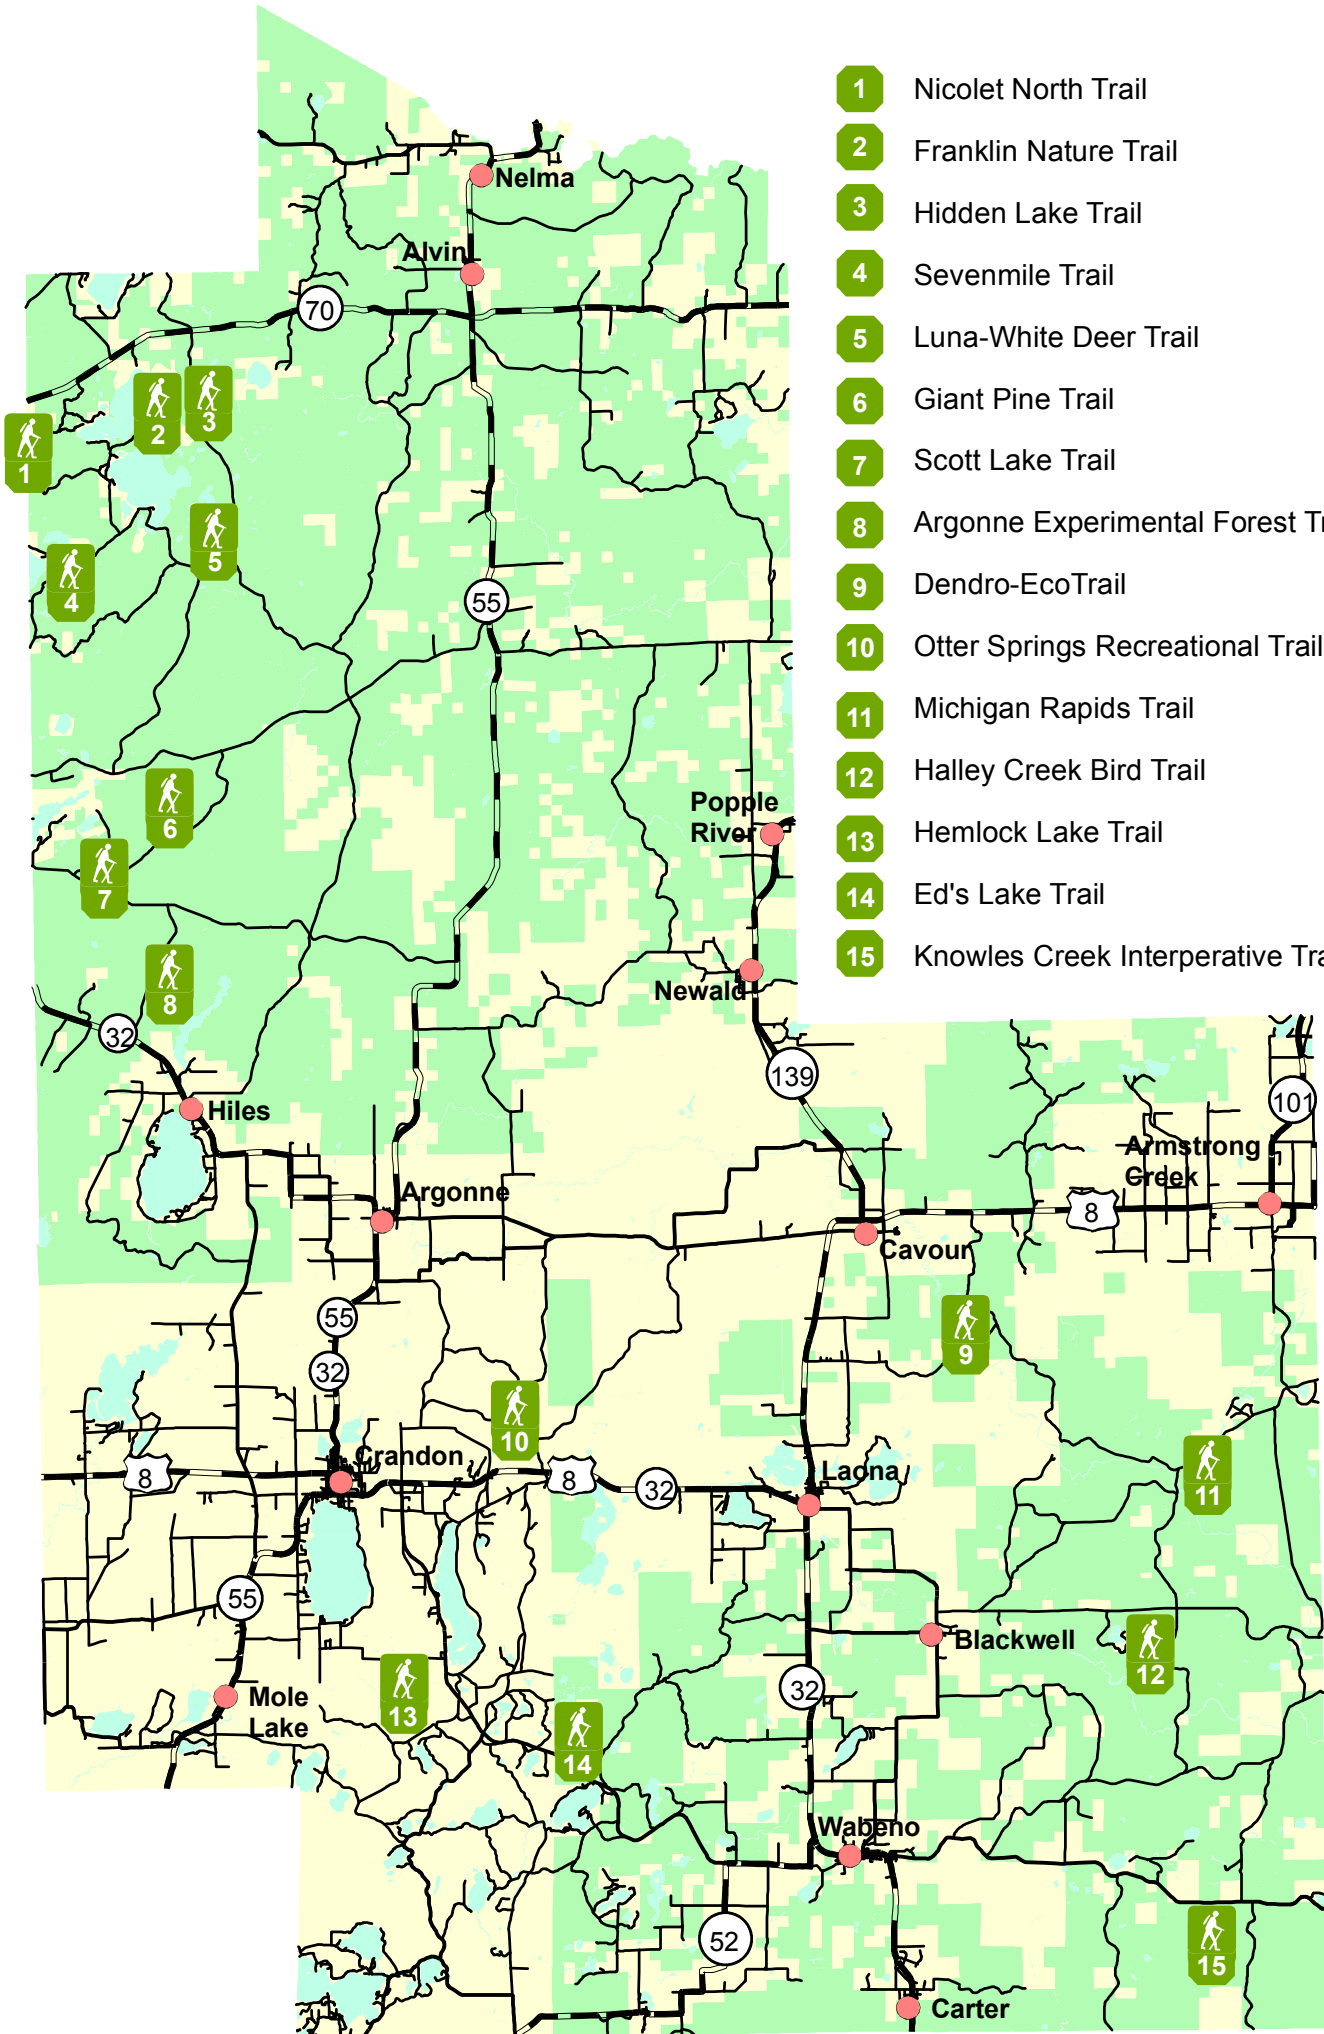 1 Nicolet North Trail
2 Franklin Nature Trail
3 Hidden Lake Trail
4 Sevenmile Trail
5 Luna-White Deer Trail
6 Giant Pine Trail
7 Scott Lake Trail
8 Argonne Experimental Forest
9 Dendro-EcoTrail
10 Otter Springs Recreational Trail
11 Michigan Rapids Trail
12 Halley Creek Bird Trail
13 Hemlock Lake Trail
14 Ed's Lake Trail
15 Knowles Creek Interperative
Nelma
Alvin
70
3
2
1
5
4
55
6
Popple
River
7
Newald
8
32
139
Hiles
101
Armstrong
Creek
Argonne
8
Cavour
55
9
32
10
Crandon
8
8
32
Laona
11
55
Blackwell
12
32
Mole
Lake
13
14
Wabeno
52
15
Carter